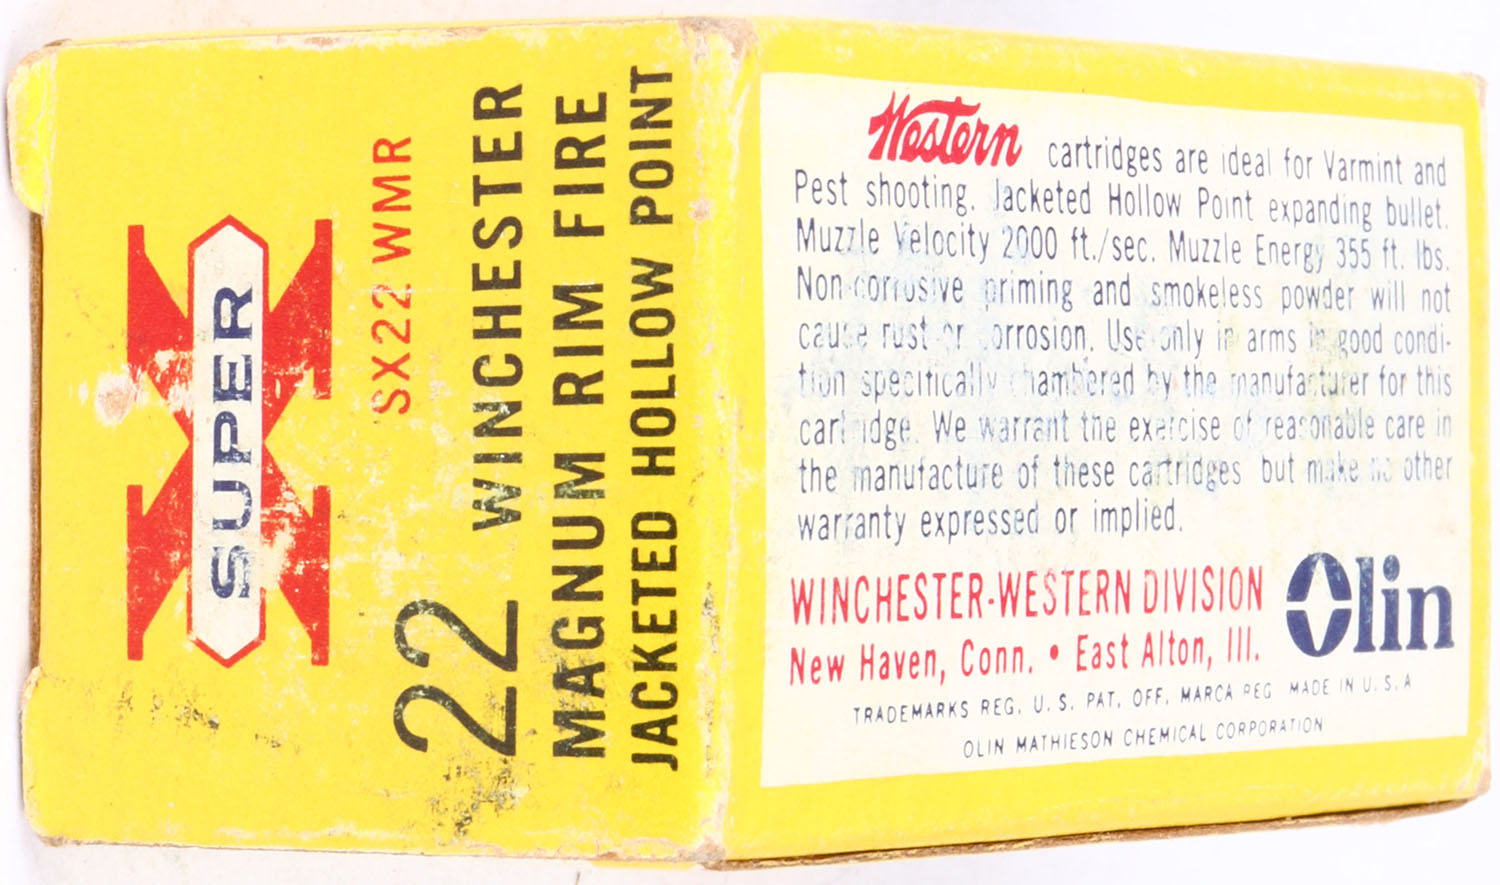 SUPER X
SX22 WMR
22 WINCHESTER
MAGNUM RIM FIRE
JACKETED HOLLOW POINT
Western cartridges are ideal for Varmint and
Pest shooting. Jacketed Hollow Point expanding bullet.
Muzzle Velocity 2000 ft./sec. Muzzle Energy 355 ft. lbs.
Non-corrosive priming and smokeless powder will not
cause rust or corrosion. Use only in arms in good condi-
tion specifically chambered by the manufacturer for this
cartridge. We warrant the exercise of reasonable care in
the manufacture of these cartridges but make no other
warranty expressed or implied.
WINCHESTER-WESTERN DIVISION
New Haven, Conn. • East Alton, Ill.
Olin
TRADEMARKS REG. U. S. PAT. OFF. MARCA REG MADE IN U. S. A
OLIN MATHIESON CHEMICAL CORPORATION